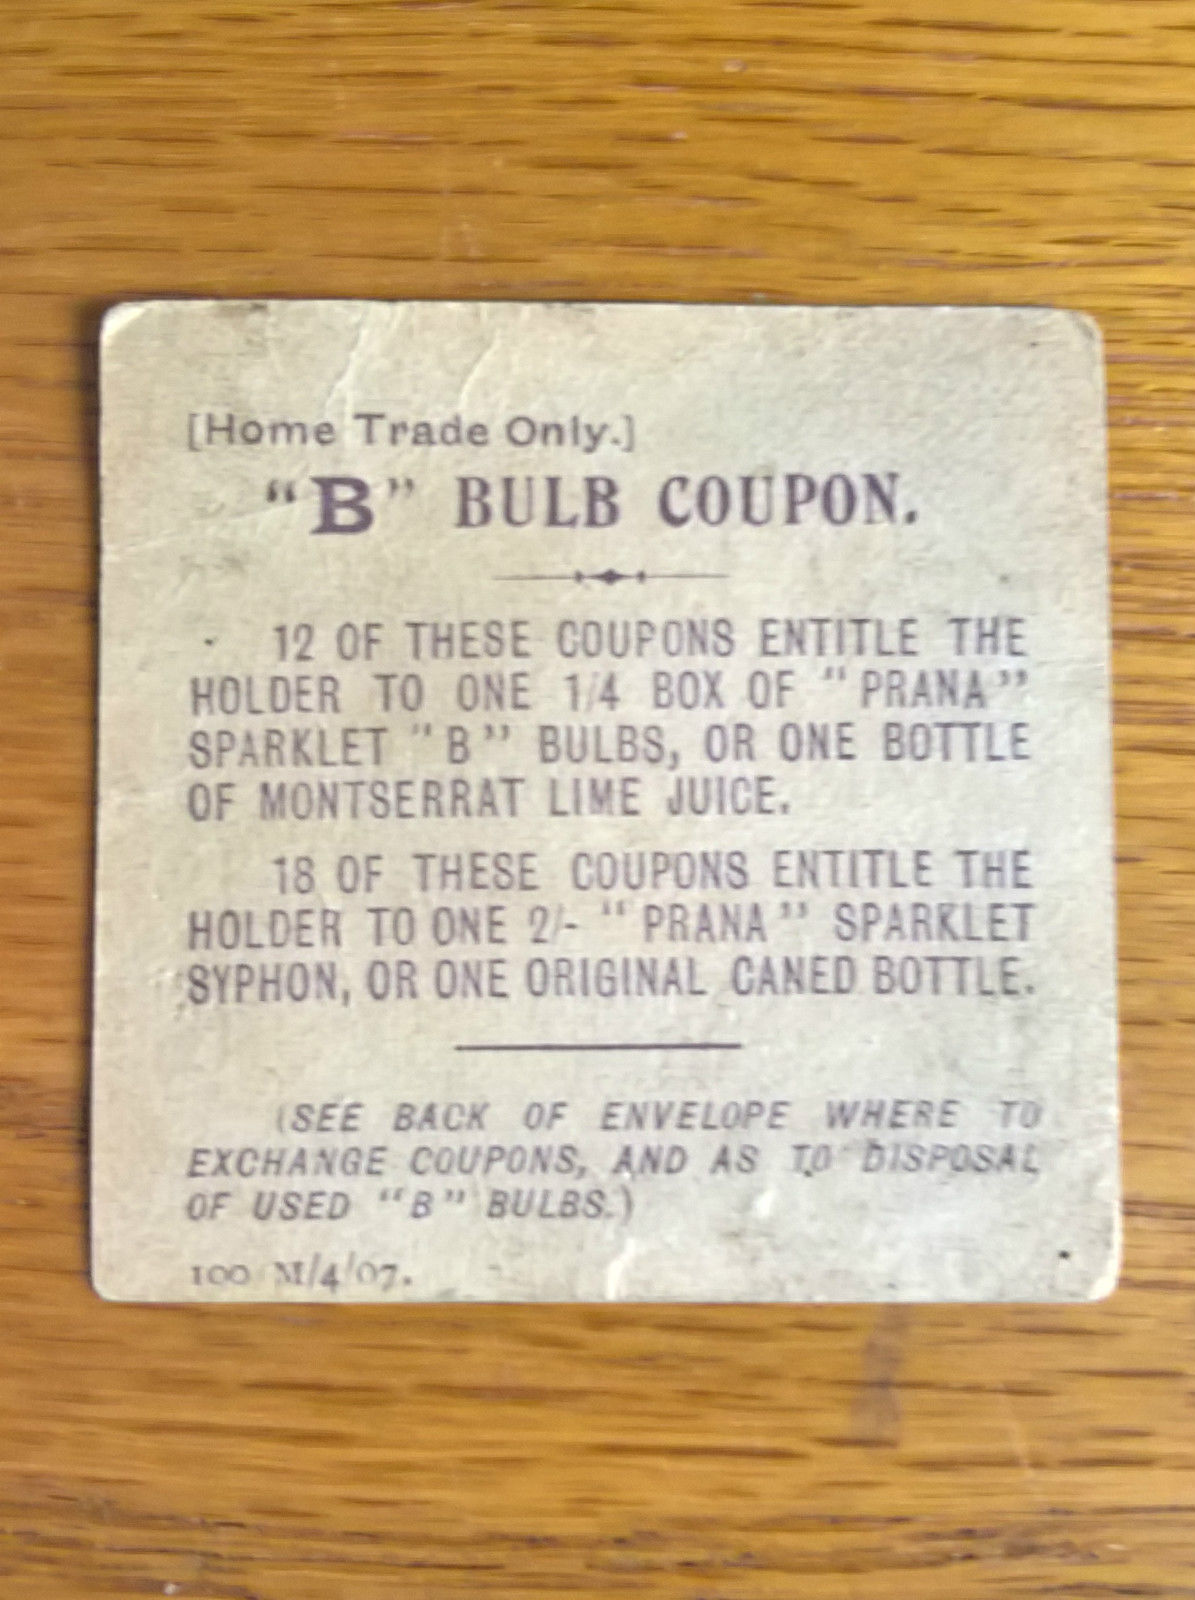 [Home Trade Only.]
"B" BULB COUPON.
12 OF THESE COUPONS ENTITLE THE
HOLDER TO ONE 1/4 BOX OF "PRANA"
SPARKLET "B" BULBS, OR ONE BOTTLE
OF MONTSERRAT LIME JUICE.
18 OF THESE COUPONS ENTITLE THE
HOLDER TO ONE 2/- "PRANA" SPARKLET
SYPHON, OR ONE ORIGINAL CANED BOTTLE.
(SEE BACK OF ENVELOPE WHERE TO
EXCHANGE COUPONS, AND AS TO DISPOSAL
OF USED "B" BULBS.)
100 M/4/07.